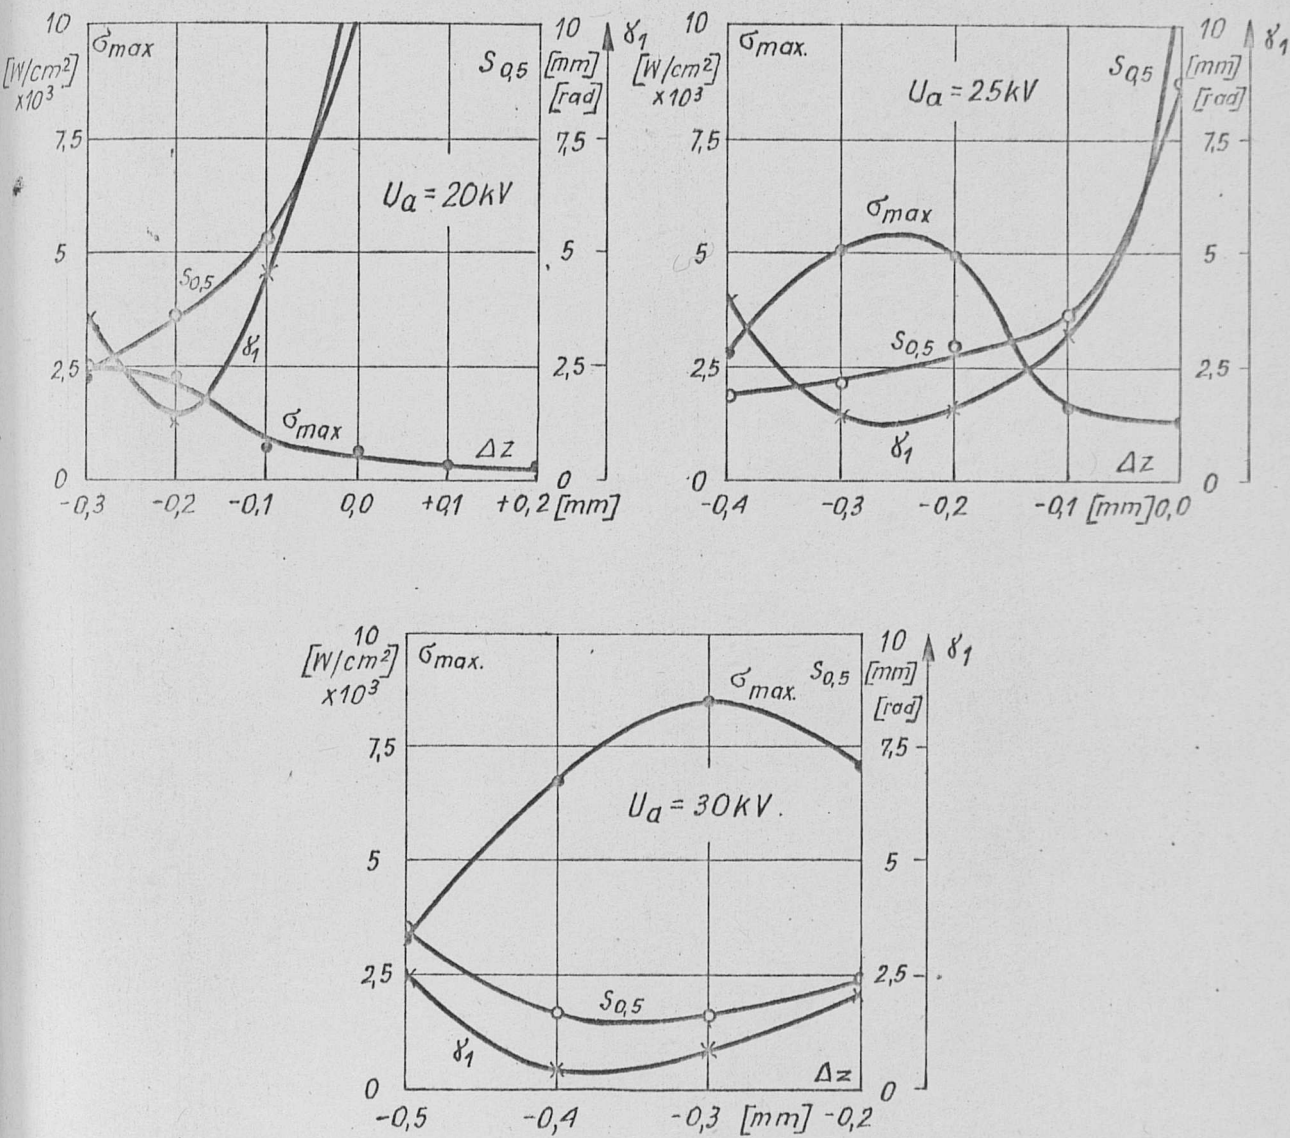 10 σmax S0,5 10 γ1
[W/cm²] ×10³ [mm] [rad]
7,5 7,5
Ua = 20kV
5 5
S0,5
γ1
2,5 2,5
σmax
Δz
0 0
-0,3 -0,2 -0,1 0,0 +0,1 +0,2 [mm]
10 σmax. S0,5 10 γ1
[W/cm²] ×10³ [mm] [rad]
Ua = 25kV
7,5 7,5
σmax
5 5
S0,5
2,5 2,5
γ1
Δz
0 0
-0,4 -0,3 -0,2 -0,1 [mm] 0,0
10 σmax. S0,5 10 γ1
[W/cm²] ×10³ [mm] [rad]
σmax.
7,5 7,5
Ua = 30kV.
5 5
2,5 2,5
S0,5
γ1
Δz
0 0
-0,5 -0,4 -0,3 [mm] -0,2